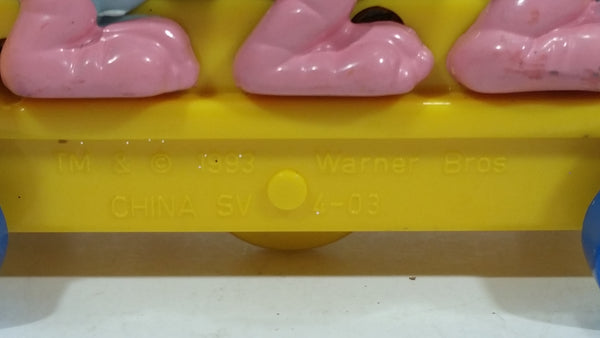 TM & © 1993 Warner Bros
CHINA SV 4-03